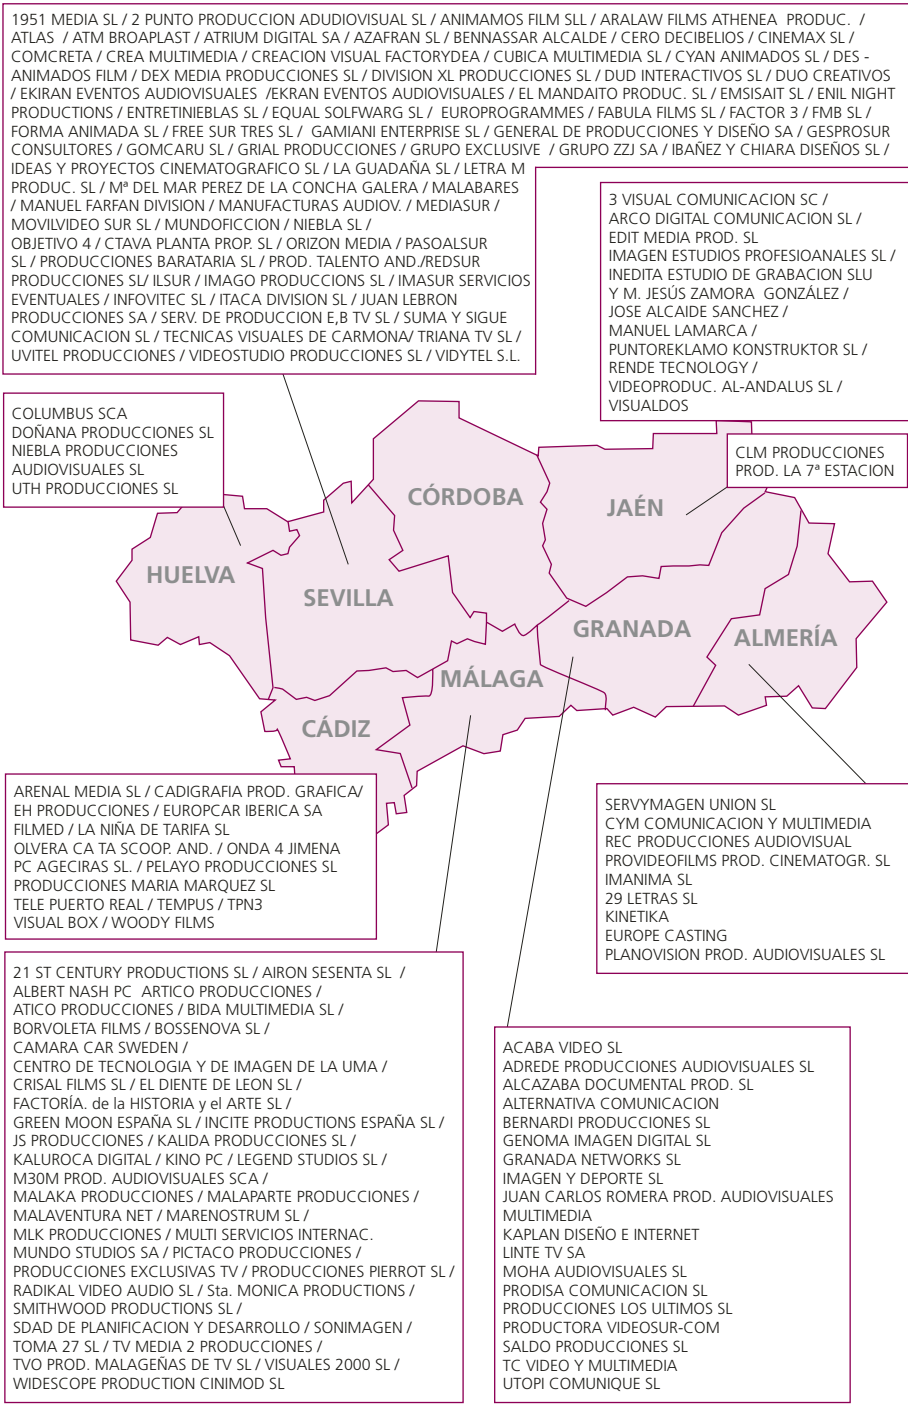 1951 MEDIA SL / 2 PUNTO PRODUCCION ADUDIOVISUAL SL / ANIMAMOS FILM SLL / ARALAW FILMS ATHENEA PRODUC. /
ATLAS / ATM BROAPLAST / ATRIUM DIGITAL SA / AZAFRAN SL / BENNASSAR ALCALDE / CERO DECIBELIOS / CINEMAX SL /
COMCRETA / CREA MULTIMEDIA / CREACION VISUAL FACTORYDEA / CUBICA MULTIMEDIA SL / CYAN ANIMADOS SL / DES -
ANIMADOS FILM / DEX MEDIA PRODUCCIONES SL / DIVISION XL PRODUCCIONES SL / DUD INTERACTIVOS SL / DUO CREATIVOS
/ EKIRAN EVENTOS AUDIOVISUALES /EKRAN EVENTOS AUDIOVISUALES / EL MANDAITO PRODUC. SL / EMSISAIT SL / ENIL NIGHT
PRODUCTIONS / ENTRETINIEBLAS SL / EQUAL SOLFWARG SL / EUROPROGRAMMES / FABULA FILMS SL / FACTOR 3 / FMB SL /
FORMA ANIMADA SL / FREE SUR TRES SL / GAMIANI ENTERPRISE SL / GENERAL DE PRODUCCIONES Y DISEÑO SA / GESPROSUR
CONSULTORES / GOMCARU SL / GRIAL PRODUCCIONES / GRUPO EXCLUSIVE / GRUPO ZZJ SA / IBAÑEZ Y CHIARA DISEÑOS SL /
IDEAS Y PROYECTOS CINEMATOGRAFICO SL / LA GUADAÑA SL / LETRA M
PRODUC. SL / Mª DEL MAR PEREZ DE LA CONCHA GALERA / MALABARES
/ MANUEL FARFAN DIVISION / MANUFACTURAS AUDIOV. / MEDIASUR /
MOVILVIDEO SUR SL / MUNDOFICCION / NIEBLA SL /
OBJETIVO 4 / CTAVA PLANTA PROP. SL / ORIZON MEDIA / PASOALSUR
SL / PRODUCCIONES BARATARIA SL / PROD. TALENTO AND./REDSUR
PRODUCCIONES SL/ ILSUR / IMAGO PRODUCCIONS SL / IMASUR SERVICIOS
EVENTUALES / INFOVITEC SL / ITACA DIVISION SL / JUAN LEBRON
PRODUCCIONES SA / SERV. DE PRODUCCION E,B TV SL / SUMA Y SIGUE
COMUNICACION SL / TECNICAS VISUALES DE CARMONA/ TRIANA TV SL /
UVITEL PRODUCCIONES / VIDEOSTUDIO PRODUCCIONES SL / VIDYTEL S.L.
3 VISUAL COMUNICACION SC /
ARCO DIGITAL COMUNICACION SL /
EDIT MEDIA PROD. SL
IMAGEN ESTUDIOS PROFESIOANALES SL /
INEDITA ESTUDIO DE GRABACION SLU
Y M. JESÚS ZAMORA GONZÁLEZ /
JOSE ALCAIDE SANCHEZ /
MANUEL LAMARCA /
PUNTOREKLAMO KONSTRUKTOR SL /
RENDE TECNOLOGY /
VIDEOPRODUC. AL-ANDALUS SL /
VISUALDOS
COLUMBUS SCA
DOÑANA PRODUCCIONES SL
NIEBLA PRODUCCIONES
AUDIOVISUALES SL
UTH PRODUCCIONES SL
CLM PRODUCCIONES
PROD. LA 7ª ESTACION
CÓRDOBA
JAÉN
HUELVA
SEVILLA
GRANADA
ALMERÍA
MÁLAGA
CÁDIZ
ARENAL MEDIA SL / CADIGRAFIA PROD. GRAFICA/
EH PRODUCCIONES / EUROPCAR IBERICA SA
FILMED / LA NIÑA DE TARIFA SL
OLVERA CA TA SCOOP. AND. / ONDA 4 JIMENA
PC AGECIRAS SL. / PELAYO PRODUCCIONES SL
PRODUCCIONES MARIA MARQUEZ SL
TELE PUERTO REAL / TEMPUS / TPN3
VISUAL BOX / WOODY FILMS
SERVYMAGEN UNION SL
CYM COMUNICACION Y MULTIMEDIA
REC PRODUCCIONES AUDIOVISUAL
PROVIDEOFILMS PROD. CINEMATOGR. SL
IMANIMA SL
29 LETRAS SL
KINETIKA
EUROPE CASTING
PLANOVISION PROD. AUDIOVISUALES SL
21 ST CENTURY PRODUCTIONS SL / AIRON SESENTA SL /
ALBERT NASH PC ARTICO PRODUCCIONES /
ATICO PRODUCCIONES / BIDA MULTIMEDIA SL /
BORVOLETA FILMS / BOSSENOVA SL /
CAMARA CAR SWEDEN /
CENTRO DE TECNOLOGIA Y DE IMAGEN DE LA UMA /
CRISAL FILMS SL / EL DIENTE DE LEON SL /
FACTORÍA. de la HISTORIA y el ARTE SL /
GREEN MOON ESPAÑA SL / INCITE PRODUCTIONS ESPAÑA SL /
JS PRODUCCIONES / KALIDA PRODUCCIONES SL /
KALUROCA DIGITAL / KINO PC / LEGEND STUDIOS SL /
M30M PROD. AUDIOVISUALES SCA /
MALAKA PRODUCCIONES / MALAPARTE PRODUCCIONES /
MALAVENTURA NET / MARENOSTRUM SL /
MLK PRODUCCIONES / MULTI SERVICIOS INTERNAC.
MUNDO STUDIOS SA / PICTACO PRODUCCIONES /
PRODUCCIONES EXCLUSIVAS TV / PRODUCCIONES PIERROT SL /
RADIKAL VIDEO AUDIO SL / Sta. MONICA PRODUCTIONS /
SMITHWOOD PRODUCTIONS SL /
SDAD DE PLANIFICACION Y DESARROLLO / SONIMAGEN /
TOMA 27 SL / TV MEDIA 2 PRODUCCIONES /
TVO PROD. MALAGEÑAS DE TV SL / VISUALES 2000 SL /
WIDESCOPE PRODUCTION CINIMOD SL
ACABA VIDEO SL
ADREDE PRODUCCIONES AUDIOVISUALES SL
ALCAZABA DOCUMENTAL PROD. SL
ALTERNATIVA COMUNICACION
BERNARDI PRODUCCIONES SL
GENOMA IMAGEN DIGITAL SL
GRANADA NETWORKS SL
IMAGEN Y DEPORTE SL
JUAN CARLOS ROMERA PROD. AUDIOVISUALES
MULTIMEDIA
KAPLAN DISEÑO E INTERNET
LINTE TV SA
MOHA AUDIOVISUALES SL
PRODISA COMUNICACION SL
PRODUCCIONES LOS ULTIMOS SL
PRODUCTORA VIDEOSUR-COM
SALDO PRODUCCIONES SL
TC VIDEO Y MULTIMEDIA
UTOPI COMUNIQUE SL